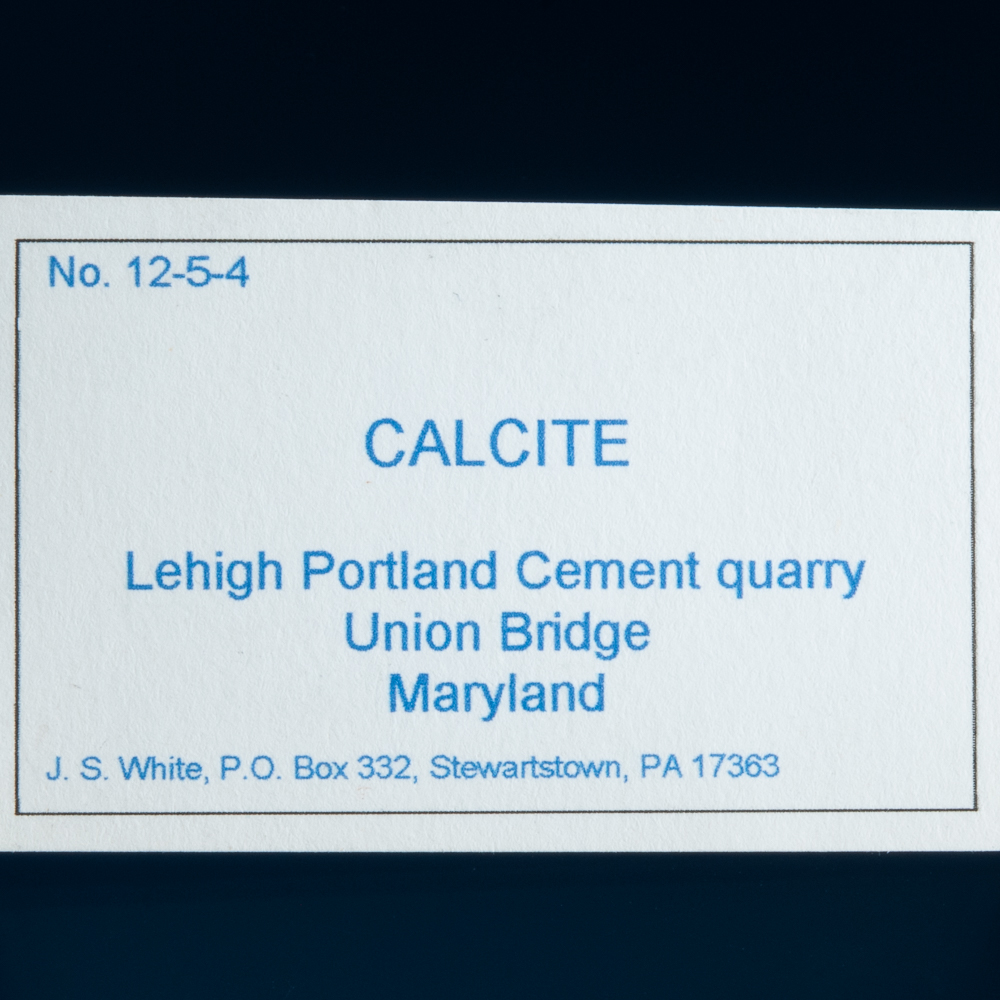 No. 12-5-4
CALCITE
Lehigh Portland Cement quarry
Union Bridge
Maryland
J. S. White, P.O. Box 332, Stewartstown, PA 17363